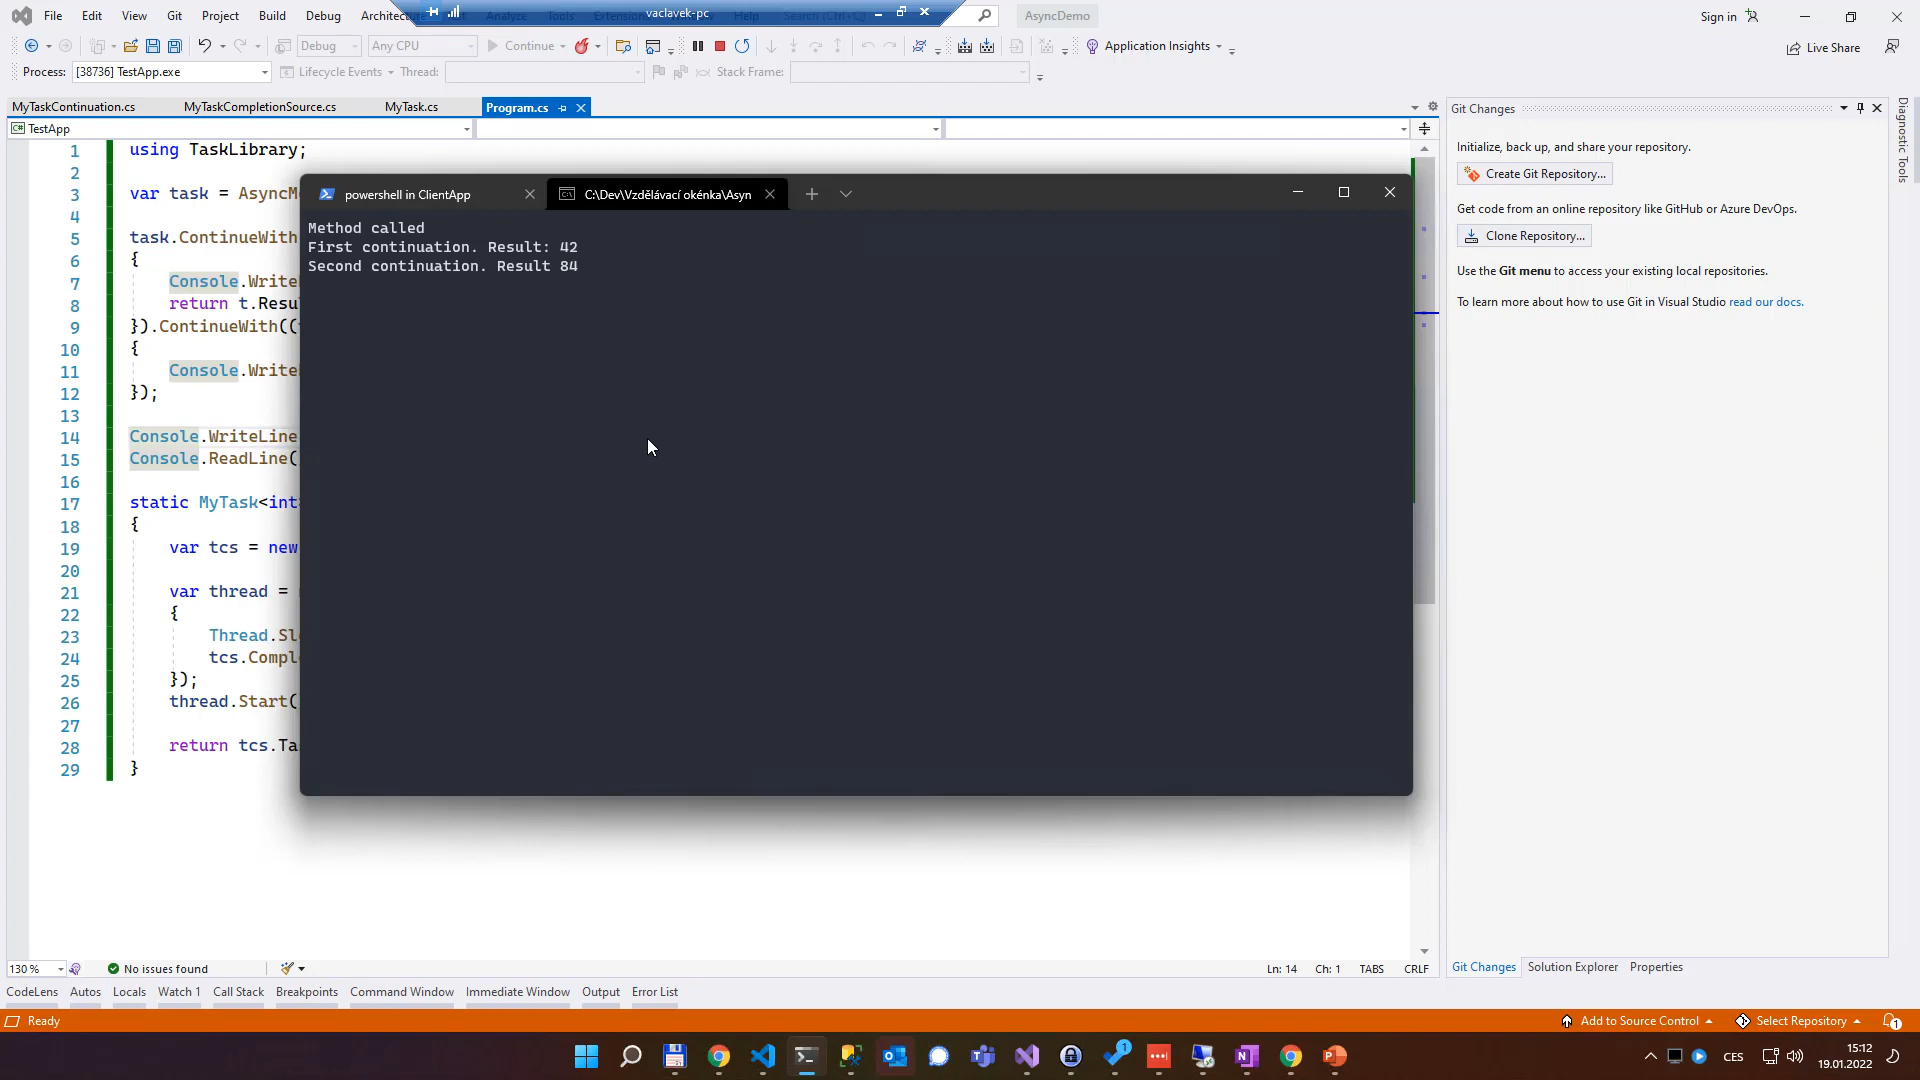 File Edit View Git Project Build Debug Architecture Analyze Tools Extensions Help Search (Ctrl+Q) AsyncDemo Sign in
vaclavek-pc
Debug Any CPU Continue Application Insights Live Share
Process: [38736] TestApp.exe Lifecycle Events Thread: Stack Frame:
MyTaskContinuation.cs MyTaskCompletionSource.cs MyTask.cs Program.cs
C# TestApp
1 using TaskLibrary;
2
3 var task = AsyncMe
4
5 task.ContinueWith
6 {
7 Console.Write
8 return t.Resu
9 }).ContinueWith((
10 {
11 Console.Write
12 });
13
14 Console.WriteLine
15 Console.ReadLine(
16
17 static MyTask<int
18 {
19 var tcs = new
20
21 var thread =
22 {
23 Thread.Sle
24 tcs.Compl
25 });
26 thread.Start(
27
28 return tcs.Ta
29 }
powershell in ClientApp
C:\Dev\Vzdělávací okénka\Asyn
Method called
First continuation. Result: 42
Second continuation. Result 84
Git Changes
Initialize, back up, and share your repository.
Create Git Repository...
Get code from an online repository like GitHub or Azure DevOps.
Clone Repository...
Use the Git menu to access your existing local repositories.
To learn more about how to use Git in Visual Studio read our docs.
Diagnostic Tools
130 % No issues found Ln: 14 Ch: 1 TABS CRLF
Git Changes Solution Explorer Properties
CodeLens Autos Locals Watch 1 Call Stack Breakpoints Command Window Immediate Window Output Error List
Ready Add to Source Control Select Repository 1
1
CES
15:12
19.01.2022